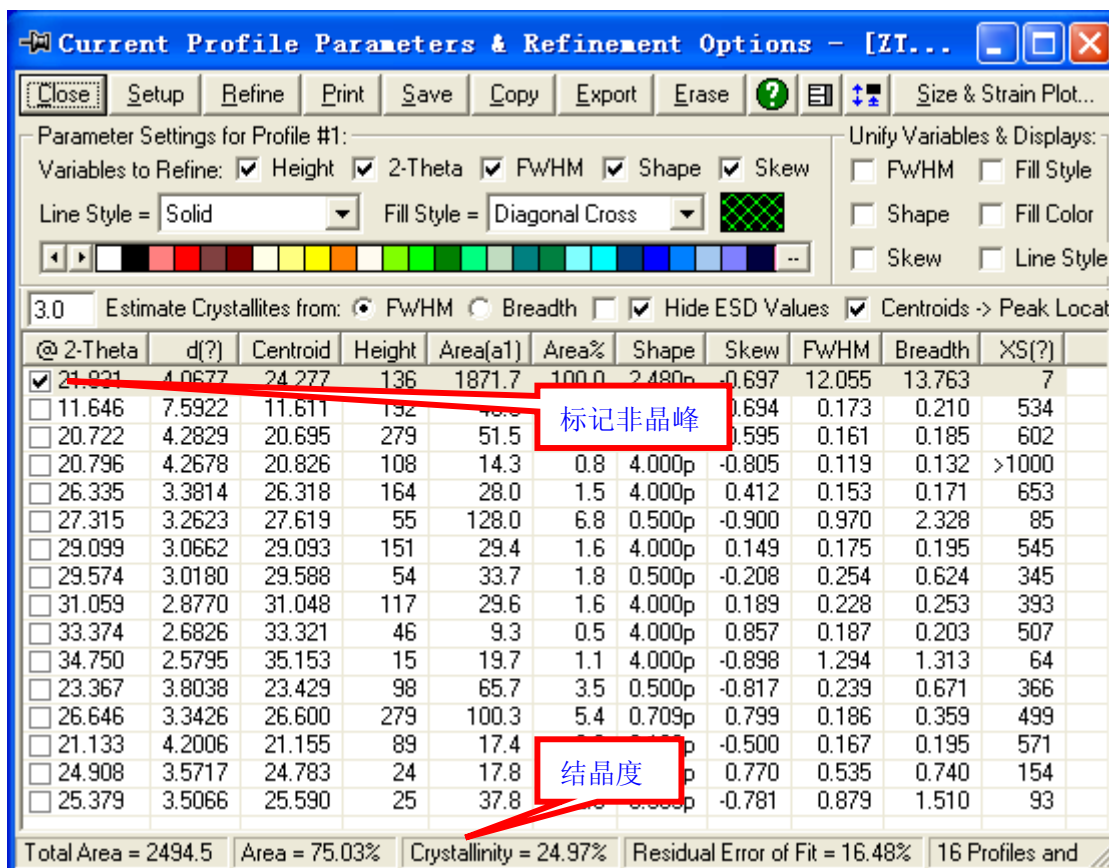 Current Profile Parameters & Refinement Options - [ZT...
Close Setup Refine Print Save Copy Export Erase ? Size & Strain Plot...
Parameter Settings for Profile #1: Unify Variables & Displays:
Variables to Refine: Height 2-Theta FWHM Shape Skew FWHM Fill Style
Line Style = Solid Fill Style = Diagonal Cross Shape Fill Color
-- Skew Line Style
3.0 Estimate Crystallites from: FWHM Breadth Hide ESD Values Centroids -> Peak Locat
@ 2-Theta d(?) Centroid Height Area(a1) Area% Shape Skew FWHM Breadth XS(?)
21.831 4.0677 24.277 136 1871.7 100.0 2.480p -0.697 12.055 13.763 7
11.646 7.5922 11.611 192 0.694 0.173 0.210 534
标记非晶峰
20.722 4.2829 20.695 279 51.5 0.595 0.161 0.185 602
20.796 4.2678 20.826 108 14.3 0.8 4.000p -0.805 0.119 0.132 >1000
26.335 3.3814 26.318 164 28.0 1.5 4.000p 0.412 0.153 0.171 653
27.315 3.2623 27.619 55 128.0 6.8 0.500p -0.900 0.970 2.328 85
29.099 3.0662 29.093 151 29.4 1.6 4.000p 0.149 0.175 0.195 545
29.574 3.0180 29.588 54 33.7 1.8 0.500p -0.208 0.254 0.624 345
31.059 2.8770 31.048 117 29.6 1.6 4.000p 0.189 0.228 0.253 393
33.374 2.6826 33.321 46 9.3 0.5 4.000p 0.857 0.187 0.203 507
34.750 2.5795 35.153 15 19.7 1.1 4.000p -0.898 1.294 1.313 64
23.367 3.8038 23.429 98 65.7 3.5 0.500p -0.817 0.239 0.671 366
26.646 3.3426 26.600 279 100.3 5.4 0.709p 0.799 0.186 0.359 499
21.133 4.2006 21.155 89 17.4 -0.500 0.167 0.195 571
结晶度
24.908 3.5717 24.783 24 17.8 0.770 0.535 0.740 154
25.379 3.5066 25.590 25 37.8 -0.781 0.879 1.510 93
Total Area = 2494.5 Area = 75.03% Crystallinity = 24.97% Residual Error of Fit = 16.48% 16 Profiles and